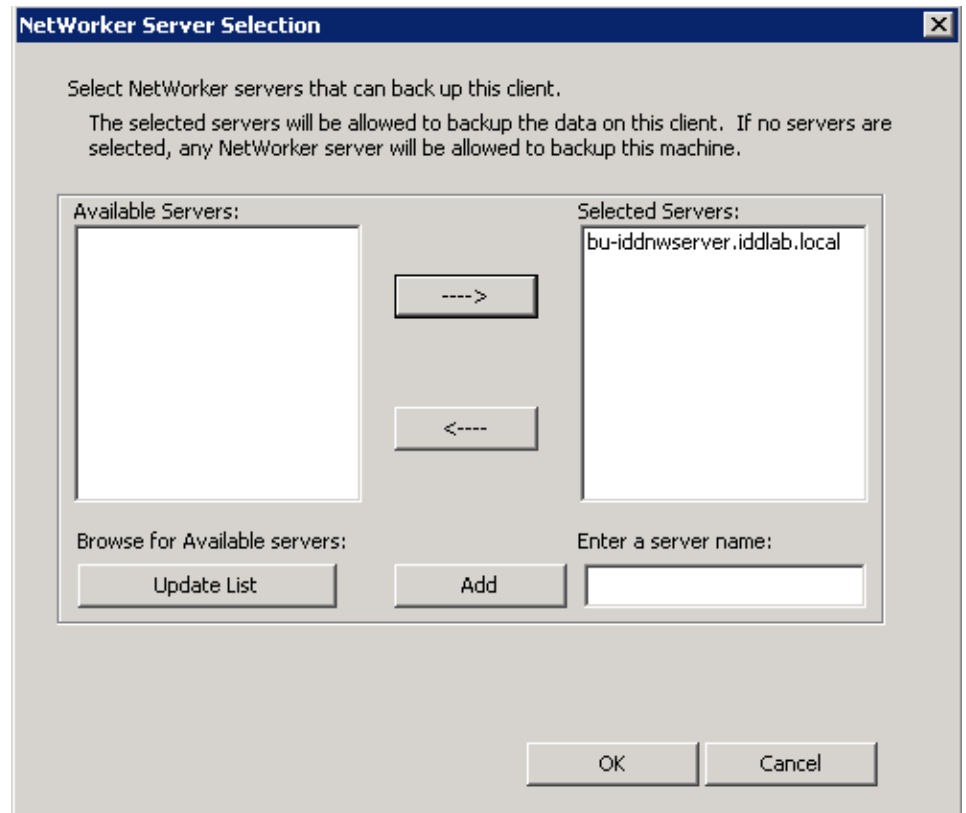 NetWorker Server Selection
Select NetWorker servers that can back up this client.
The selected servers will be allowed to backup the data on this client.  If no servers are
selected, any NetWorker server will be allowed to backup this machine.
Available Servers:
Selected Servers:
bu-iddnwserver.iddlab.local
---->
<----
Browse for Available servers:
Enter a server name:
Update List
Add
OK
Cancel